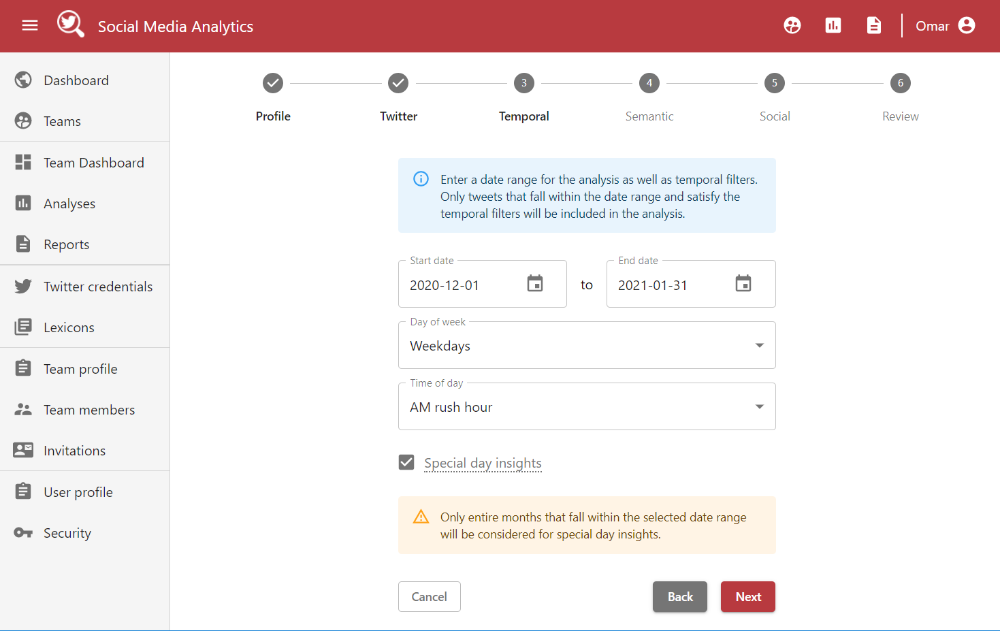 Social Media Analytics
Omar
Dashboard
Teams
Team Dashboard
Analyses
Reports
Twitter credentials
Lexicons
Team profile
Team members
Invitations
User profile
Security
3
4
5
6
Profile
Twitter
Temporal
Semantic
Social
Review
Enter a date range for the analysis as well as temporal filters.
Only tweets that fall within the date range and satisfy the
temporal filters will be included in the analysis.
Start date
2020-12-01
to
End date
2021-01-31
Day of week
Weekdays
Time of day
AM rush hour
Special day insights
Only entire months that fall within the selected date range
will be considered for special day insights.
Cancel
Back
Next